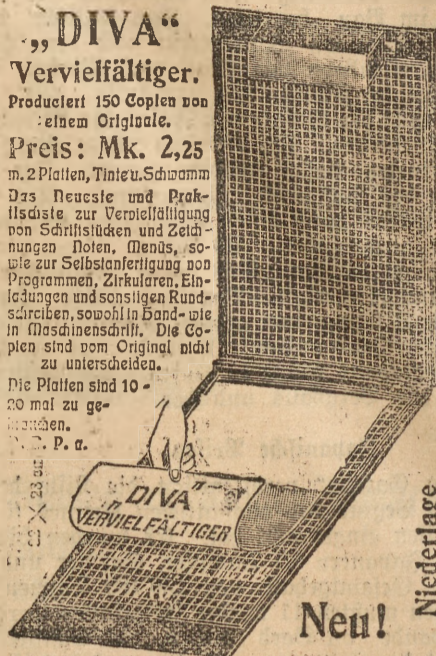 „DIVA“
Vervielfältiger.
Produciert 150 Copien von
einem Originale.
Preis: Mk. 2,25
m. 2 Platten, Tinte u. Schwamm
Das Neueste und Prak-
tischste zur Vervielfältigung
von Schriftstücken und Zeich-
nungen Noten, Menüs, so-
wie zur Selbstanfertigung von
Programmen, Zirkularen, Ein-
ladungen und sonstigen Rund-
schreiben, sowohl in Hand- wie
in Maschinenschrift. Die Co-
pien sind vom Original nicht
zu unterscheiden.
Die Platten sind 10 -
20 mal zu ge-
P. a.
23 cm
„DIVA“
VERVIELFÄLTIGER
DIVA
Neu!
Niederlage